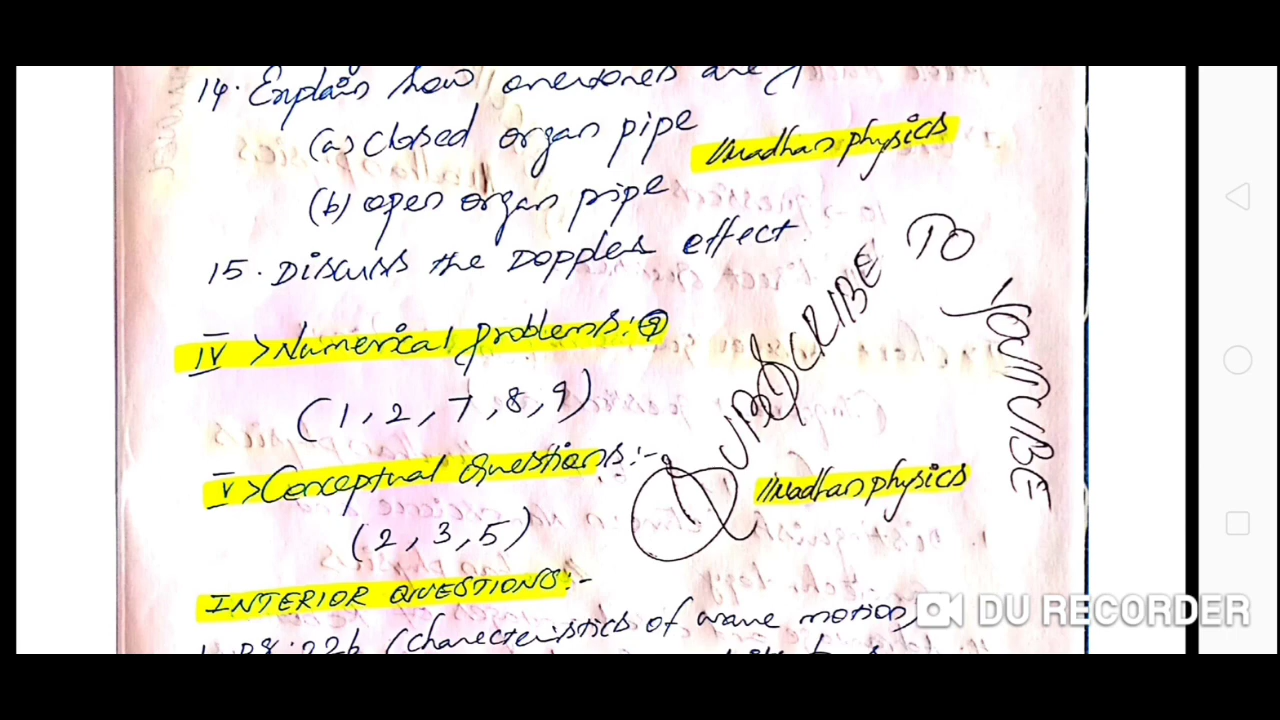 14. Explain how overtones are
(a) closed organ pipe
Madhan physics
(b) open organ pipe
15. Discuss the Doppler effect.
IV > Numerical problems:-
(1, 2, 7, 8, 9)
SUBSCRIBE TO
YOUTUBE
V > Conceptual Questions:-
Madhan physics
(2, 3, 5)
INTERIOR QUESTIONS:-
(characteristics of wave motion)
DU RECORDER